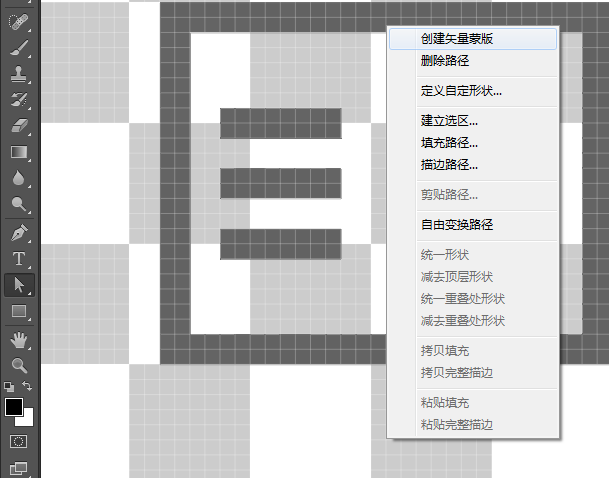 创建矢量蒙版
删除路径
定义自定形状...
建立选区...
填充路径...
描边路径...
剪贴路径...
自由变换路径
统一形状
减去顶层形状
统一重叠处形状
减去重叠处形状
拷贝填充
拷贝完整描边
粘贴填充
粘贴完整描边